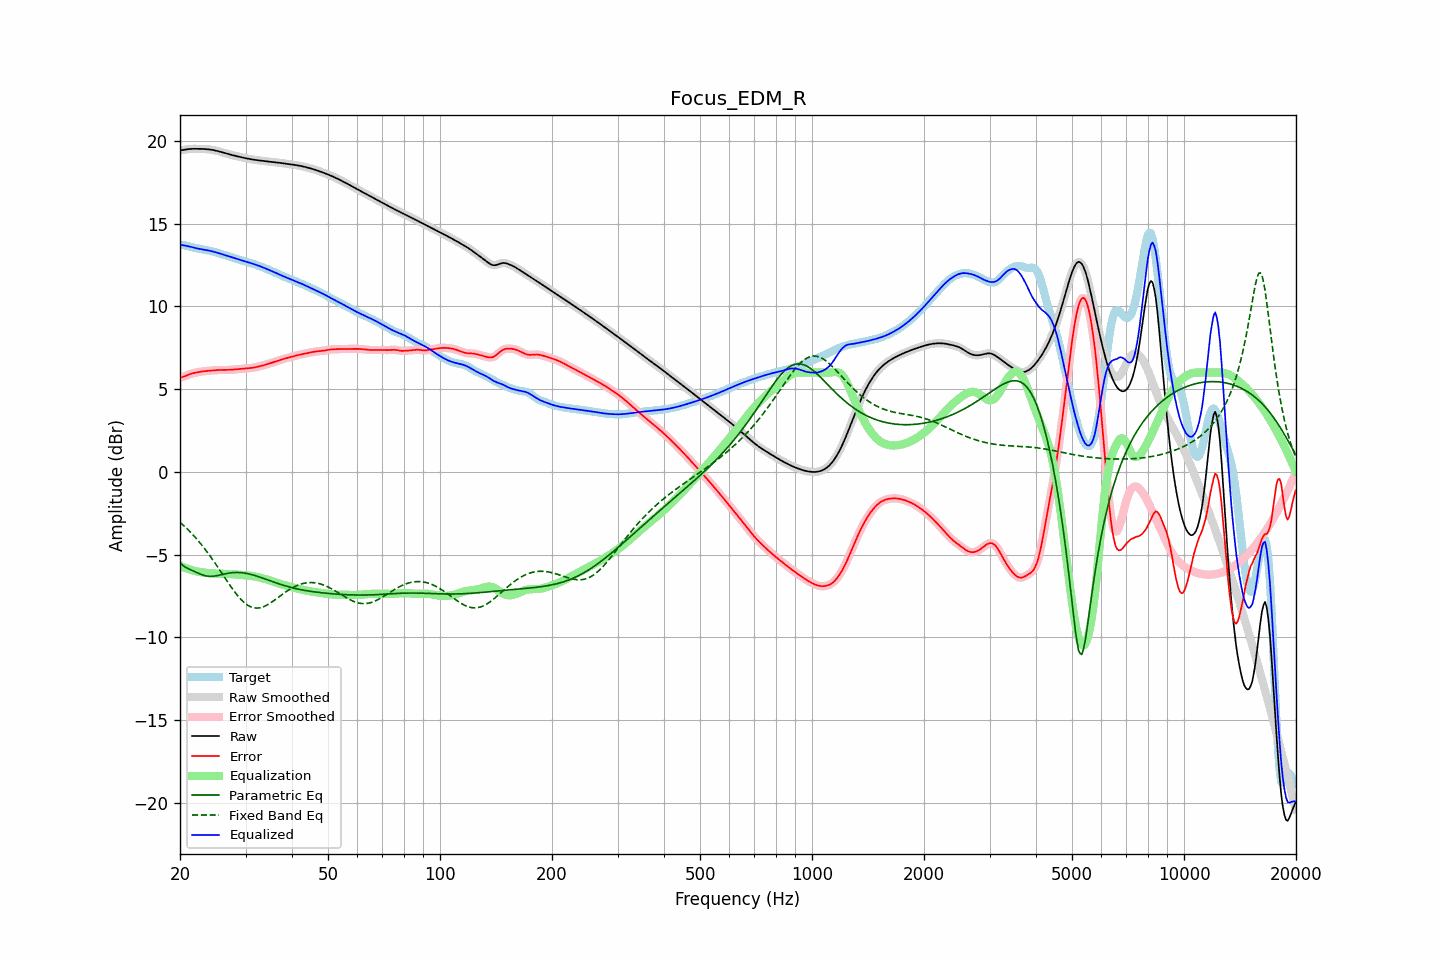 Focus_EDM_R
20
15
10
5
0
−5
−10
−15
−20
Amplitude (dBr)
Target
Raw Smoothed
Error Smoothed
Raw
Error
Equalization
Parametric Eq
Fixed Band Eq
Equalized
20 50 100 200 500 1000 2000 5000 10000 20000
Frequency (Hz)